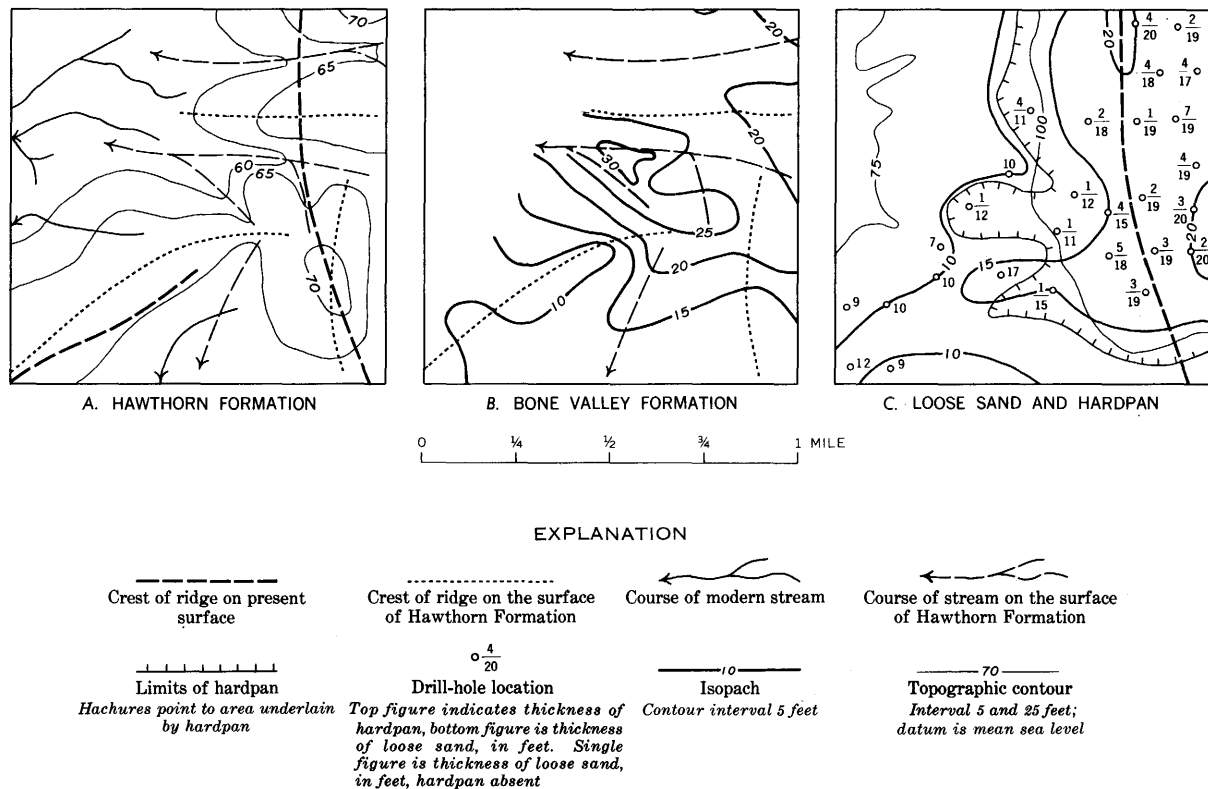 70
65
60
65
70
A. HAWTHORN FORMATION
20
20
30
25
20
10
15
B. BONE VALLEY FORMATION
4
20
2
19
20
4
18
4
17
75
4
11
100
2
18
1
19
7
19
10
4
19
1
12
1
12
2
19
3
20
4
15
1
11
7
20
10
15
17
5
18
3
19
2
20
10
9
10
1
15
3
19
10
12
9
C. LOOSE SAND AND HARDPAN
0 ¼ ½ ¾ 1 MILE
EXPLANATION
Crest of ridge on present
surface
Crest of ridge on the surface
of Hawthorn Formation
Course of modern stream
Course of stream on the surface
of Hawthorn Formation
Limits of hardpan
Hachures point to area underlain
by hardpan
4
20
Drill-hole location
Top figure indicates thickness of
hardpan, bottom figure is thickness
of loose sand, in feet. Single
figure is thickness of loose sand,
in feet, hardpan absent
10
Isopach
Contour interval 5 feet
70
Topographic contour
Interval 5 and 25 feet;
datum is mean sea level